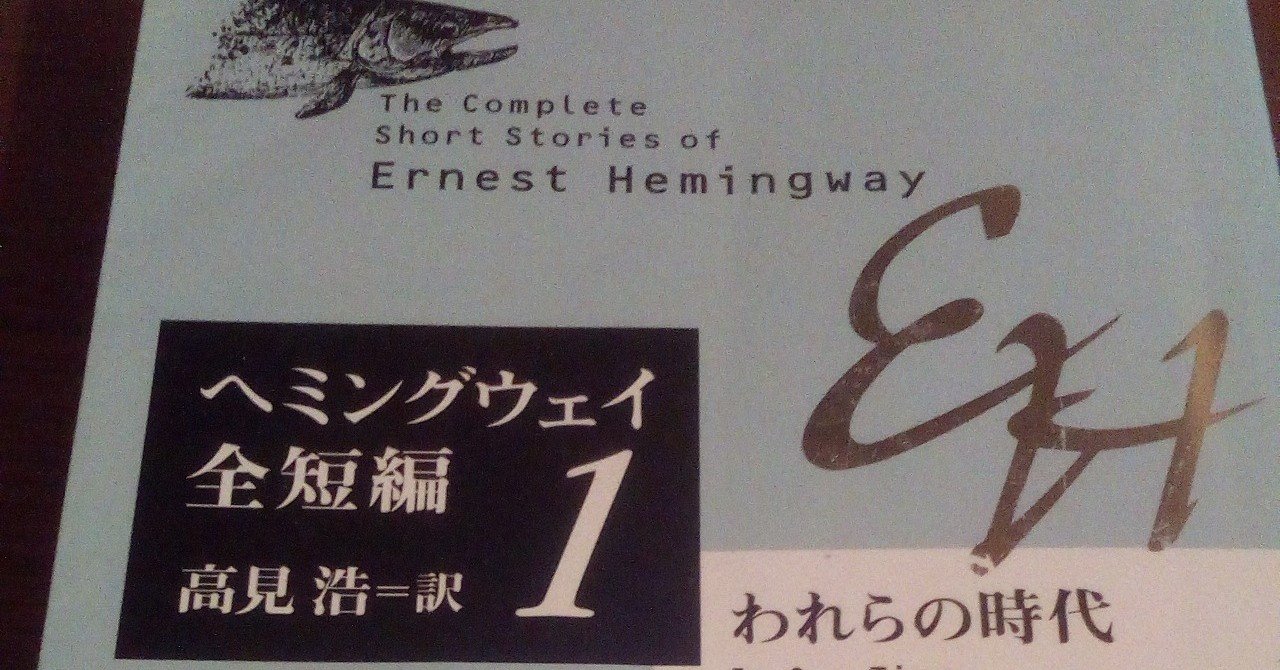 The Complete
Short Stories of
Ernest Hemingway
EH
ヘミングウェイ
全短編 1
高見 浩=訳
われらの時代